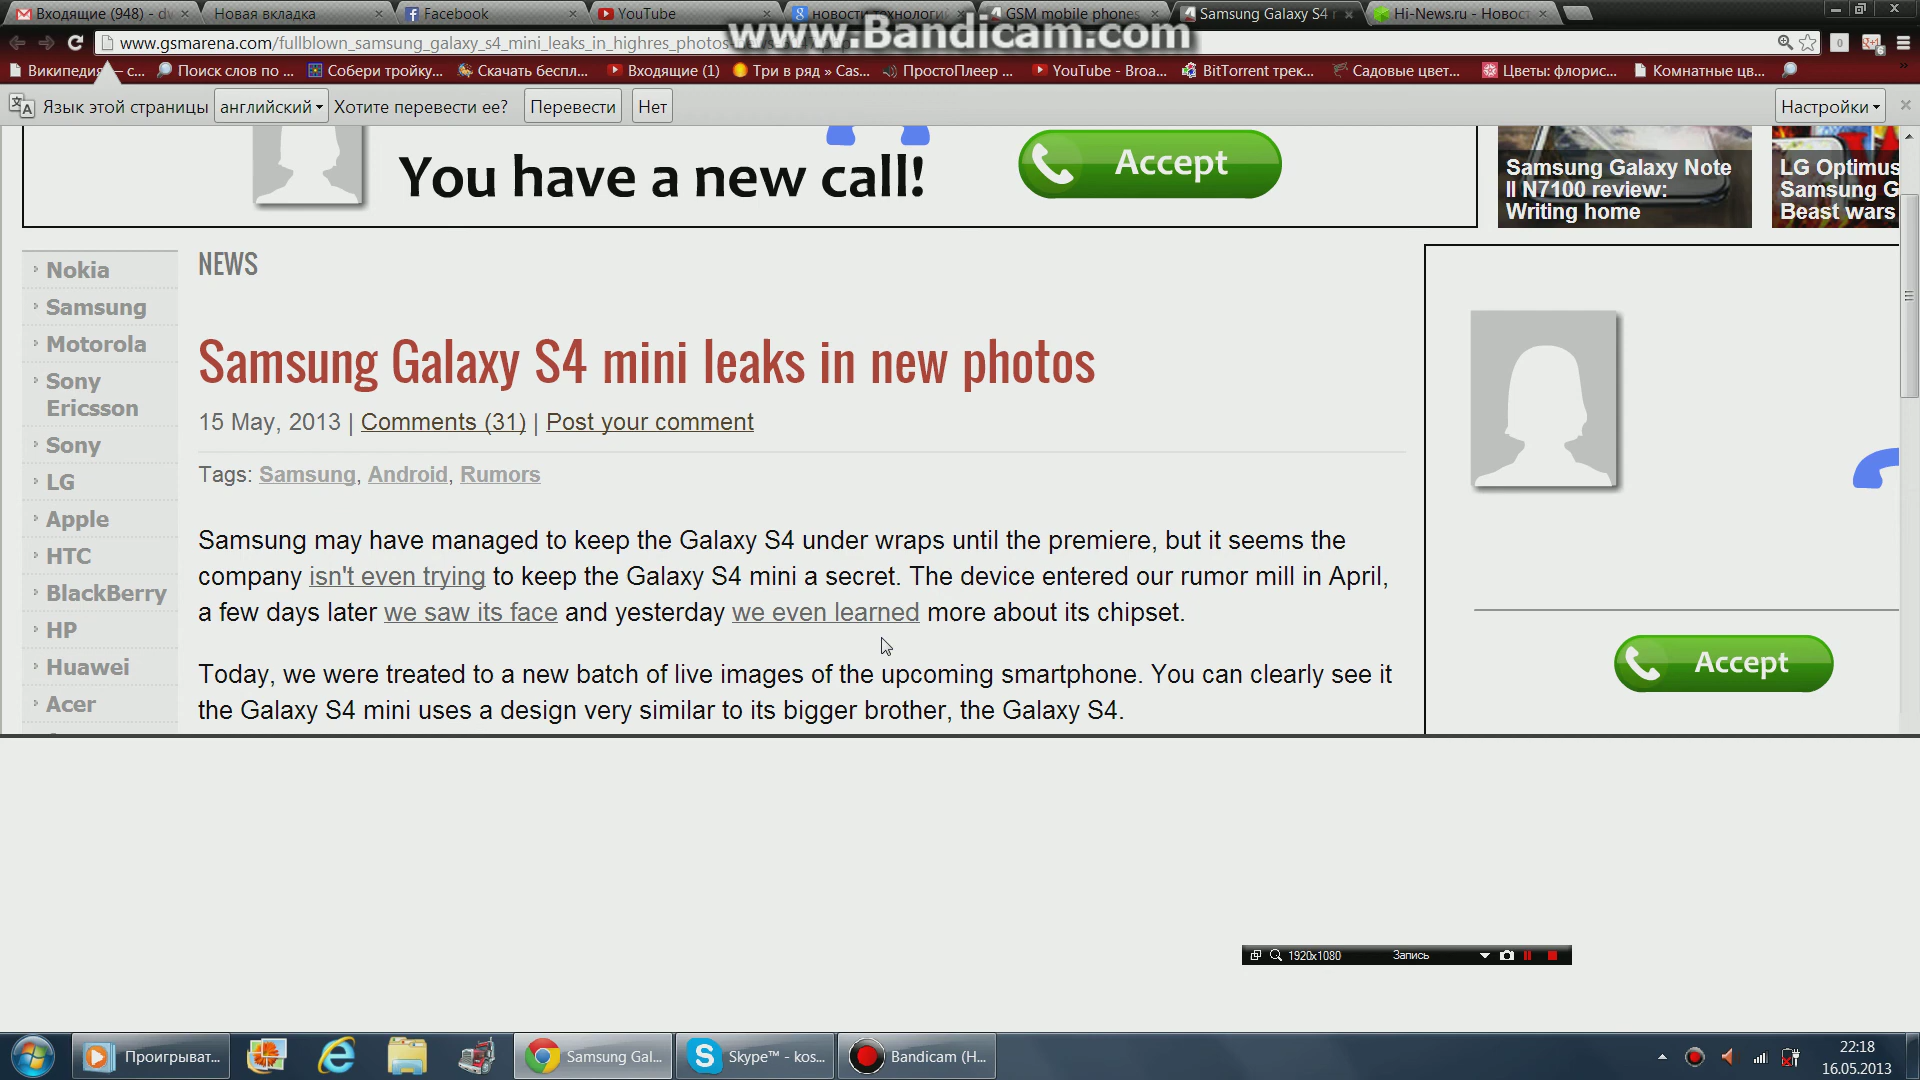 Входящие (948) - dv
Новая вкладка
Facebook
YouTube
новости технологий
GSM mobile phones
Samsung Galaxy S4
Hi-News.ru - Новост
www.Bandicam.com
www.gsmarena.com/fullblown_samsung_galaxy_s4_mini_leaks_in_highres_photos-news
Википедия — с...
Поиск слов по ...
Собери тройку...
Скачать беспл...
Входящие (1)
Три в ряд » Cas...
ПростоПлеер ...
YouTube - Broa...
BitTorrent трек...
Садовые цвет...
Цветы: флорис...
Комнатные цв...
Язык этой страницы английский Хотите перевести ее? Перевести Нет Настройки
You have a new call!
Accept
Samsung Galaxy Note
II N7100 review:
Writing home
LG Optimus
Samsung G
Beast wars
Nokia
Samsung
Motorola
Sony
Ericsson
Sony
LG
Apple
HTC
BlackBerry
HP
Huawei
Acer
NEWS
Samsung Galaxy S4 mini leaks in new photos
15 May, 2013 | Comments (31) | Post your comment
Tags: Samsung, Android, Rumors
Samsung may have managed to keep the Galaxy S4 under wraps until the premiere, but it seems the
company isn't even trying to keep the Galaxy S4 mini a secret. The device entered our rumor mill in April,
a few days later we saw its face and yesterday we even learned more about its chipset.
Today, we were treated to a new batch of live images of the upcoming smartphone. You can clearly see it
the Galaxy S4 mini uses a design very similar to its bigger brother, the Galaxy S4.
Accept
1920x1080 Запись
Проигрыват...
Samsung Gal...
Skype™ - kos...
Bandicam (H...
22:18
16.05.2013